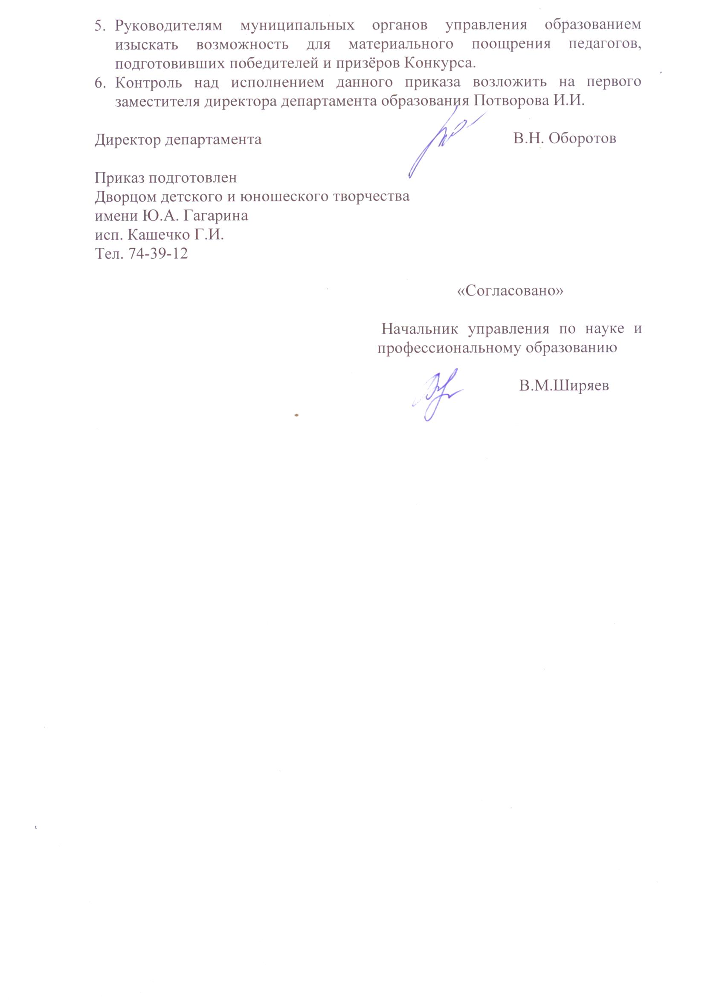 5. Руководителям муниципальных органов управления образованием
изыскать возможность для материального поощрения педагогов,
подготовивших победителей и призёров Конкурса.
6. Контроль над исполнением данного приказа возложить на первого
заместителя директора департамента образования Потворова И.И.
Директор департамента В.Н. Оборотов
Приказ подготовлен
Дворцом детского и юношеского творчества
имени Ю.А. Гагарина
исп. Кашечко Г.И.
Тел. 74-39-12
«Согласовано»
Начальник управления по науке и
профессиональному образованию
В.М.Ширяев